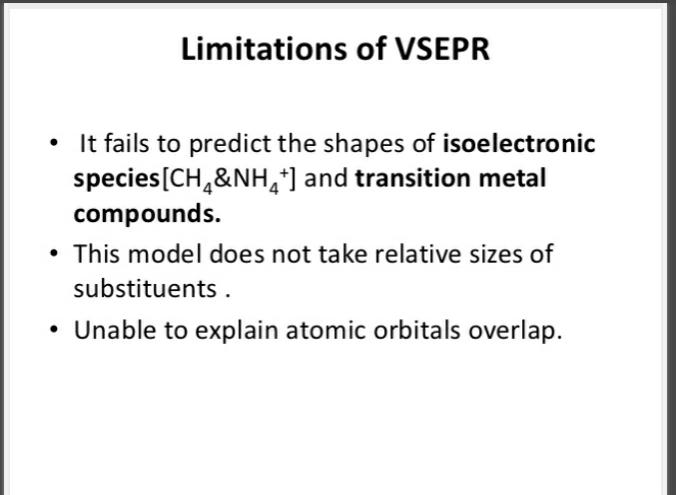 Limitations of VSEPR
• It fails to predict the shapes of isoelectronic
species[CH₄&NH₄⁺] and transition metal
compounds.
• This model does not take relative sizes of
substituents .
• Unable to explain atomic orbitals overlap.